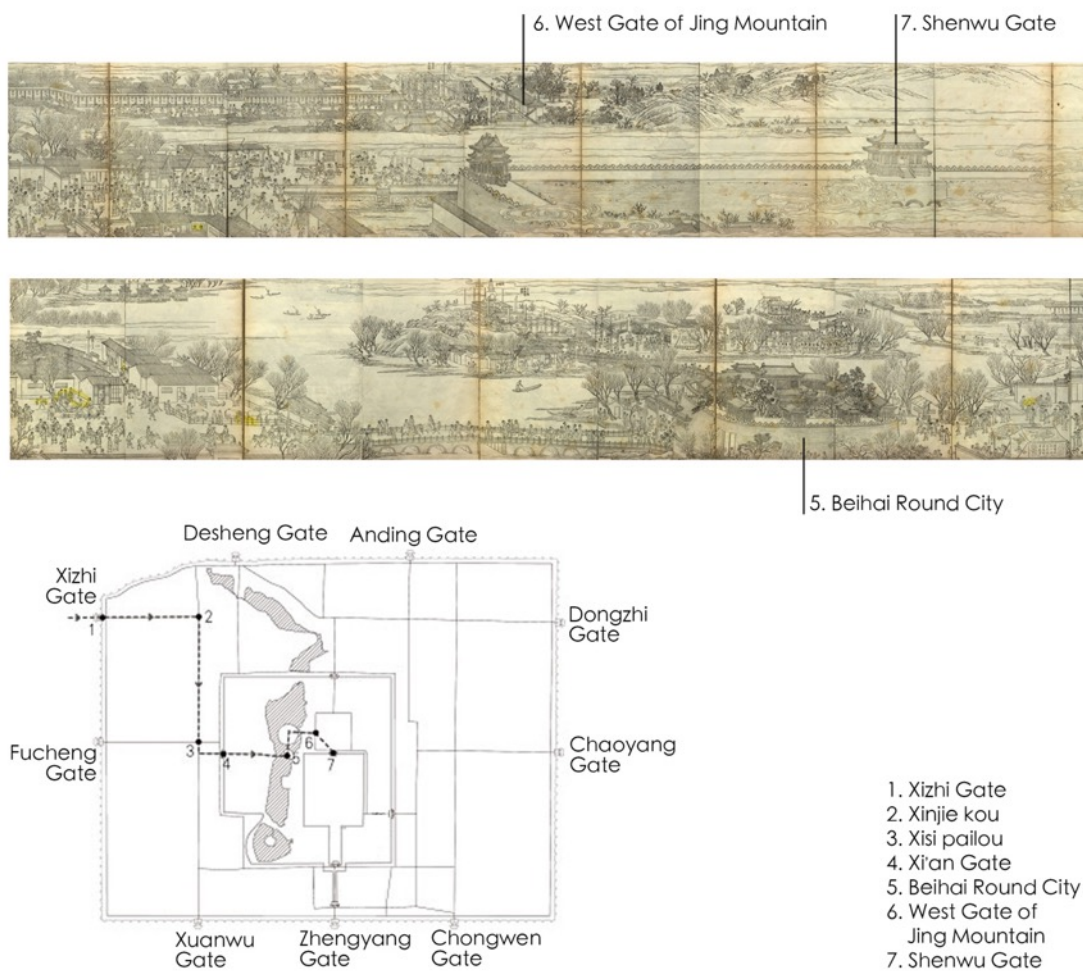 6. West Gate of Jing Mountain
7. Shenwu Gate
5. Beihai Round City
Desheng Gate
Anding Gate
Xizhi
Gate
Dongzhi
Gate
1
2
Fucheng
Gate
3
4
5
6
7
Chaoyang
Gate
Xuanwu
Gate
Zhengyang
Gate
Chongwen
Gate
1. Xizhi Gate
2. Xinjie kou
3. Xisi pailou
4. Xi'an Gate
5. Beihai Round City
6. West Gate of
Jing Mountain
7. Shenwu Gate